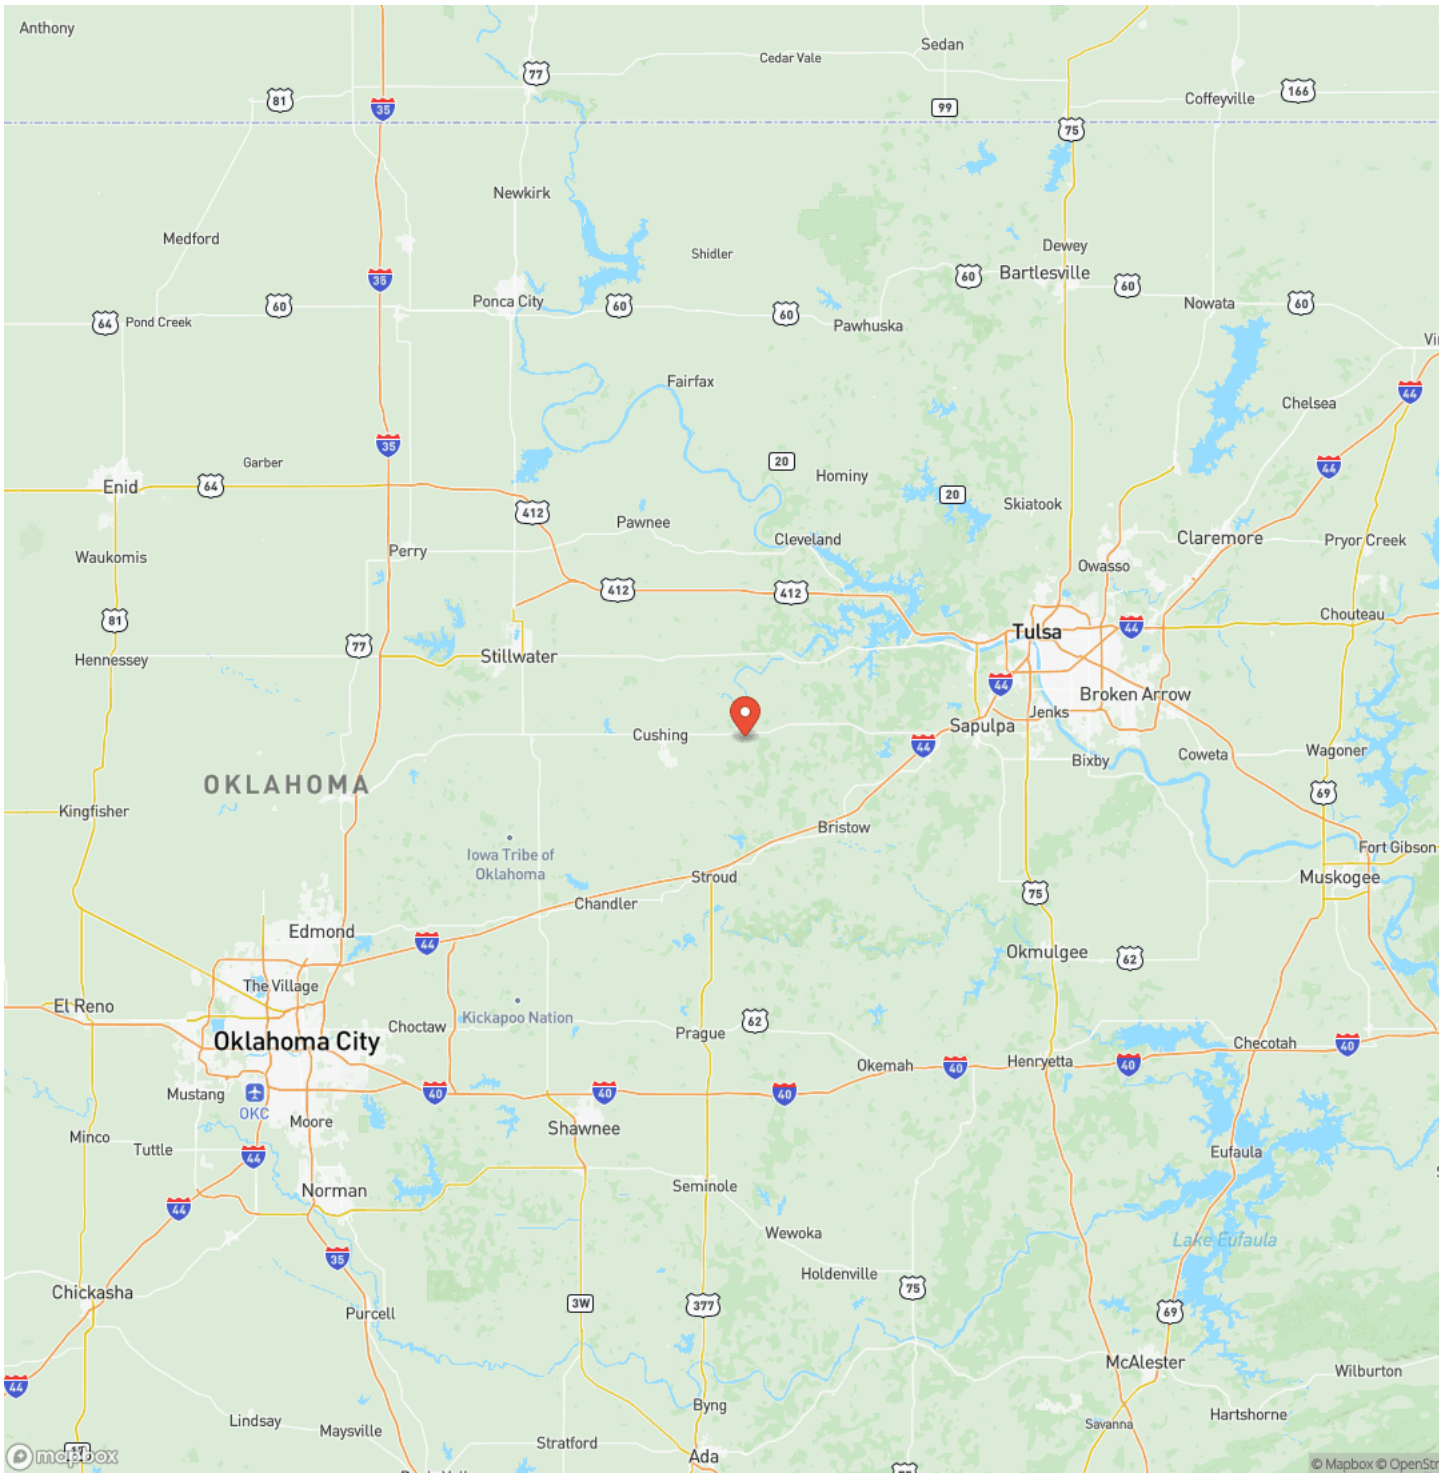 Anthony
Sedan
Cedar Vale
77
81
35
99
166
Coffeyville
75
Newkirk
Medford
Shidler
Dewey
Bartlesville
35
60
60
60
60
60
Ponca City
Nowata
64
Pond Creek
Pawhuska
Fairfax
44
Chelsea
35
Garber
20
Hominy
44
Enid
64
20
Skiatook
412
Pawnee
Cleveland
Claremore
Pryor Creek
Waukomis
Perry
Owasso
412
412
81
Chouteau
Tulsa
44
77
Hennessey
Stillwater
44
Broken Arrow
Jenks
Sapulpa
Cushing
44
Wagoner
Coweta
Bixby
OKLAHOMA
69
Kingfisher
Bristow
Iowa Tribe of
Oklahoma
Fort Gibson
Stroud
Muskogee
75
Chandler
Edmond
44
Okmulgee
62
The Village
El Reno
Kickapoo Nation
62
Choctaw
Prague
Oklahoma City
Checotah
40
Okemah
40
Henryetta
40
Mustang
OKC
40
40
40
Moore
Shawnee
Minco
Tuttle
44
Eufaula
Norman
Seminole
44
Wewoka
Lake Eufaula
35
Holdenville
75
Chickasha
3W
377
69
Purcell
McAlester
Wilburton
44
Byng
Hartshorne
Lindsay
Maysville
Savanna
Stratford
Ada
mapbox
© Mapbox © OpenStr